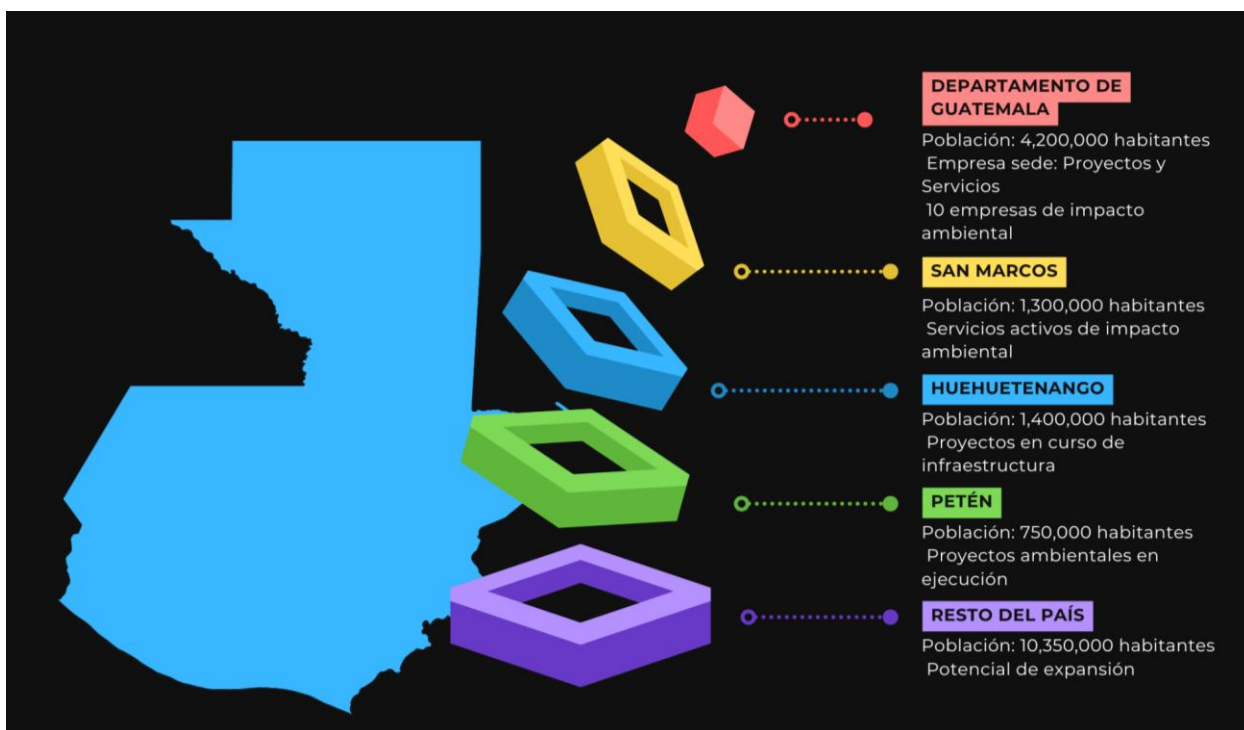 DEPARTAMENTO DE
GUATEMALA
Población: 4,200,000 habitantes
Empresa sede: Proyectos y
Servicios
10 empresas de impacto
ambiental
SAN MARCOS
Población: 1,300,000 habitantes
Servicios activos de impacto
ambiental
HUEHUETENANGO
Población: 1,400,000 habitantes
Proyectos en curso de
infraestructura
PETÉN
Población: 750,000 habitantes
Proyectos ambientales en
ejecución
RESTO DEL PAÍS
Población: 10,350,000 habitantes
Potencial de expansión